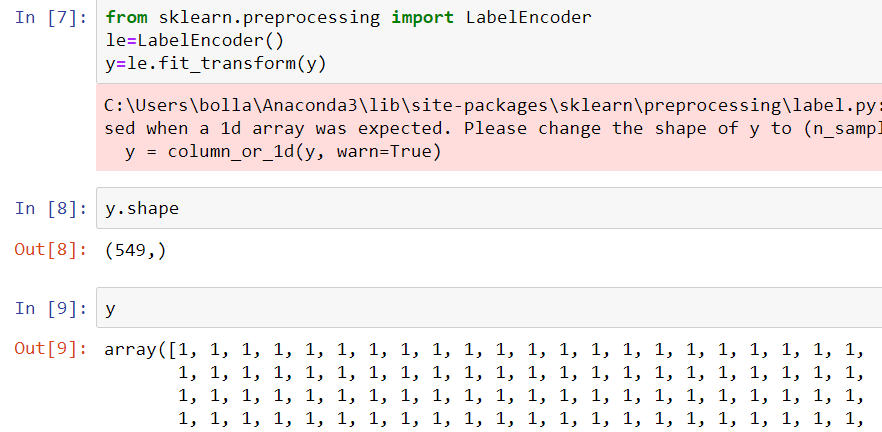 In [7]: from sklearn.preprocessing import LabelEncoder
le=LabelEncoder()
y=le.fit_transform(y)
C:\Users\bolla\Anaconda3\lib\site-packages\sklearn\preprocessing\label.py:
sed when a 1d array was expected. Please change the shape of y to (n_sampl
y = column_or_1d(y, warn=True)
In [8]: y.shape
Out[8]: (549,)
In [9]: y
Out[9]: array([1, 1, 1, 1, 1, 1, 1, 1, 1, 1, 1, 1, 1, 1, 1, 1, 1, 1, 1, 1, 1, 1,
1, 1, 1, 1, 1, 1, 1, 1, 1, 1, 1, 1, 1, 1, 1, 1, 1, 1, 1, 1, 1, 1,
1, 1, 1, 1, 1, 1, 1, 1, 1, 1, 1, 1, 1, 1, 1, 1, 1, 1, 1, 1, 1, 1,
1, 1, 1, 1, 1, 1, 1, 1, 1, 1, 1, 1, 1, 1, 1, 1, 1, 1, 1, 1, 1, 1,